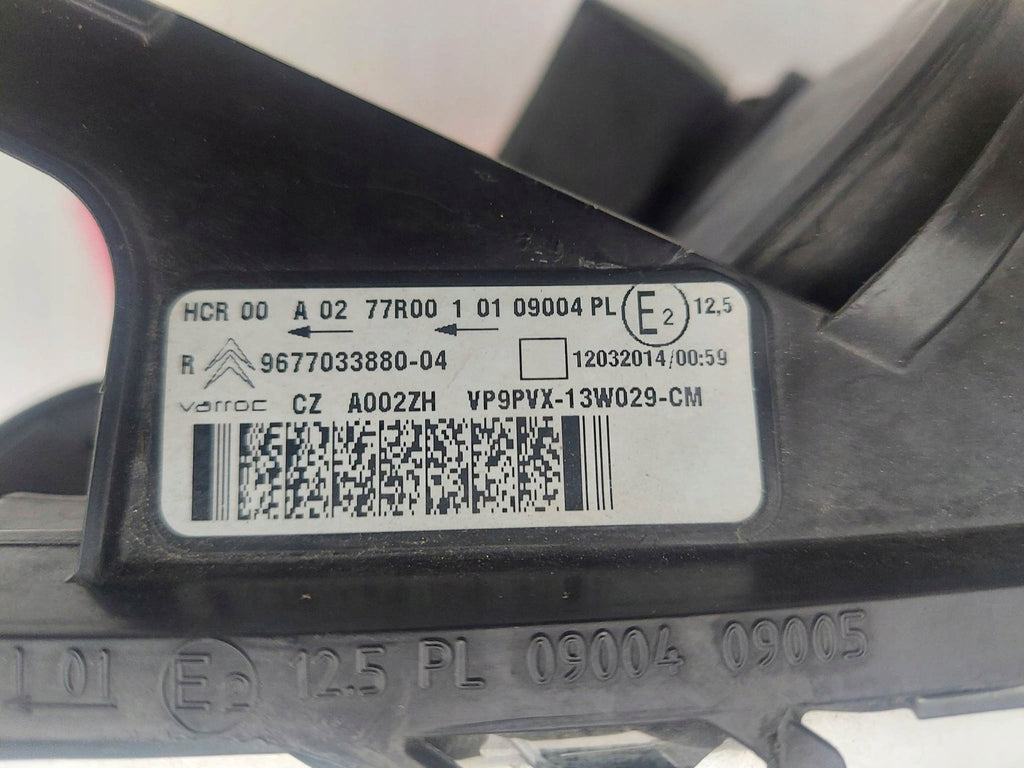 HCR 00 A 02 77R00 1 01 09004 PL E2 12,5
R 9677033880-04 12032014/00:59
varroc CZ A002ZH VP9PVX-13W029-CM
1 01 E2 12.5 PL 09004 09005